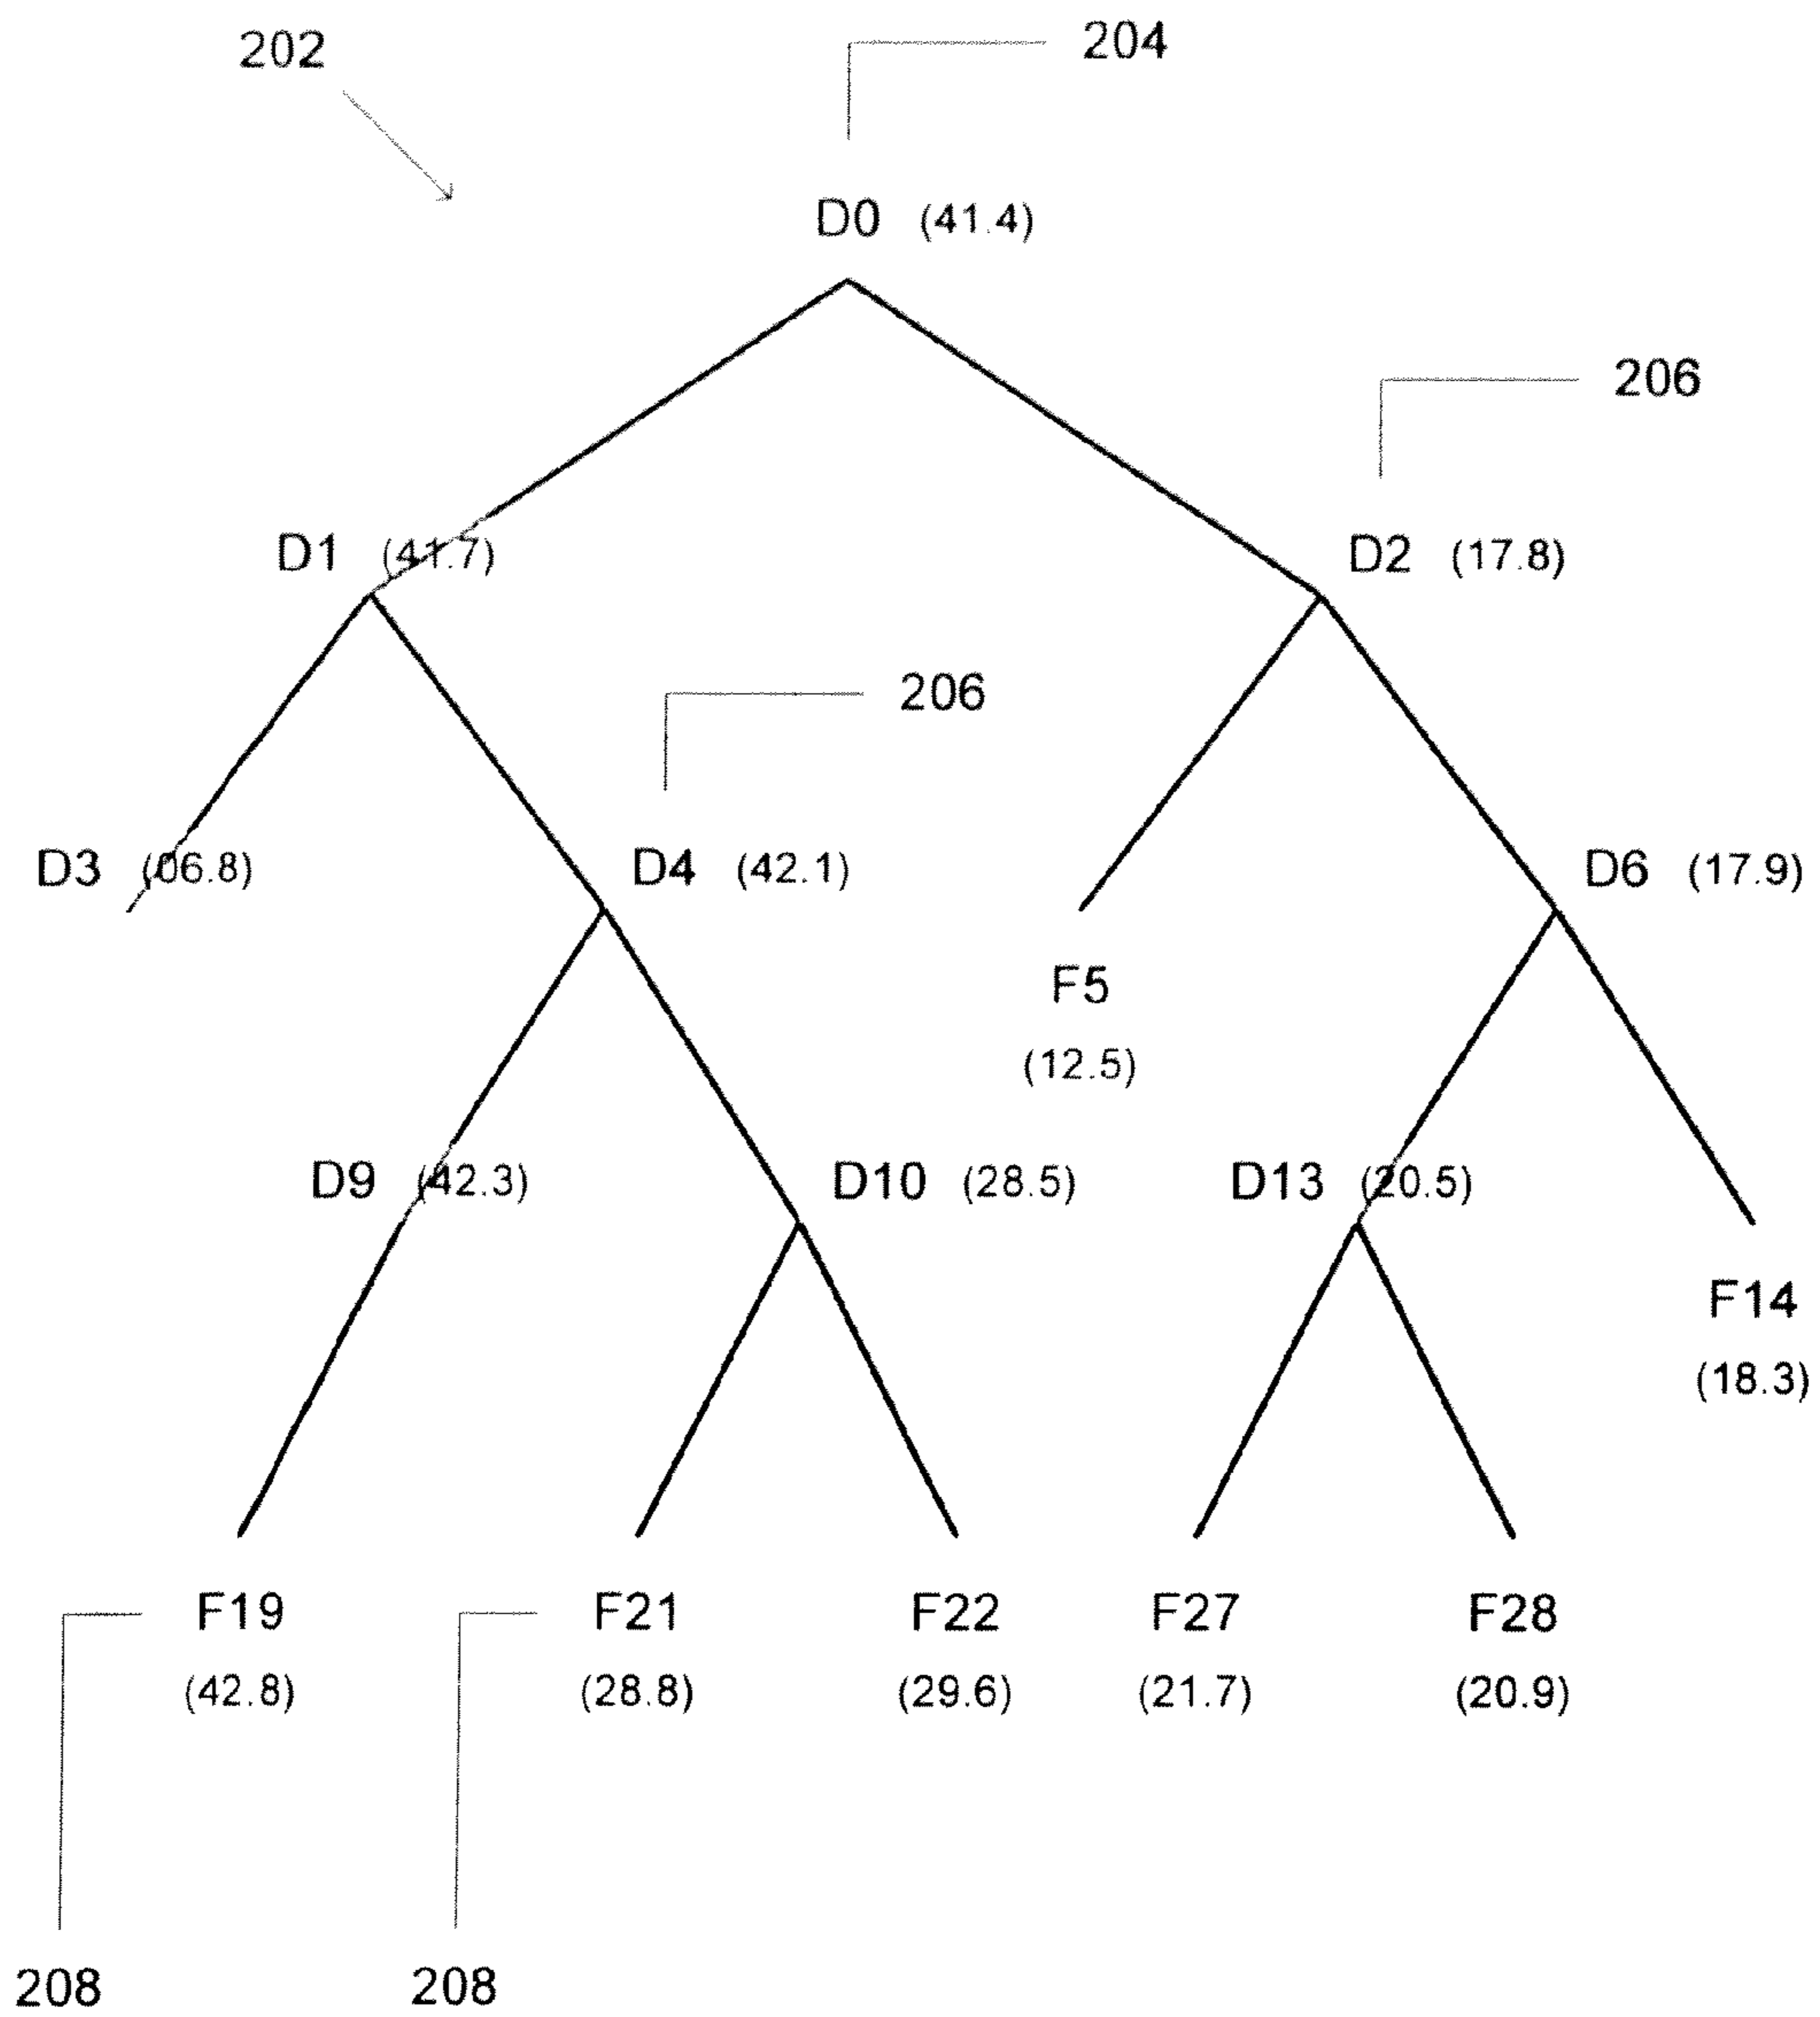 202
204
D0 (41.4)
206
D1 (41.7)
D2 (17.8)
206
D3 (06.8)
D4 (42.1)
D6 (17.9)
F5
(12.5)
D9 (42.3)
D10 (28.5)
D13 (20.5)
F14
(18.3)
F19
F21
F22
F27
F28
(42.8)
(28.8)
(29.6)
(21.7)
(20.9)
208
208